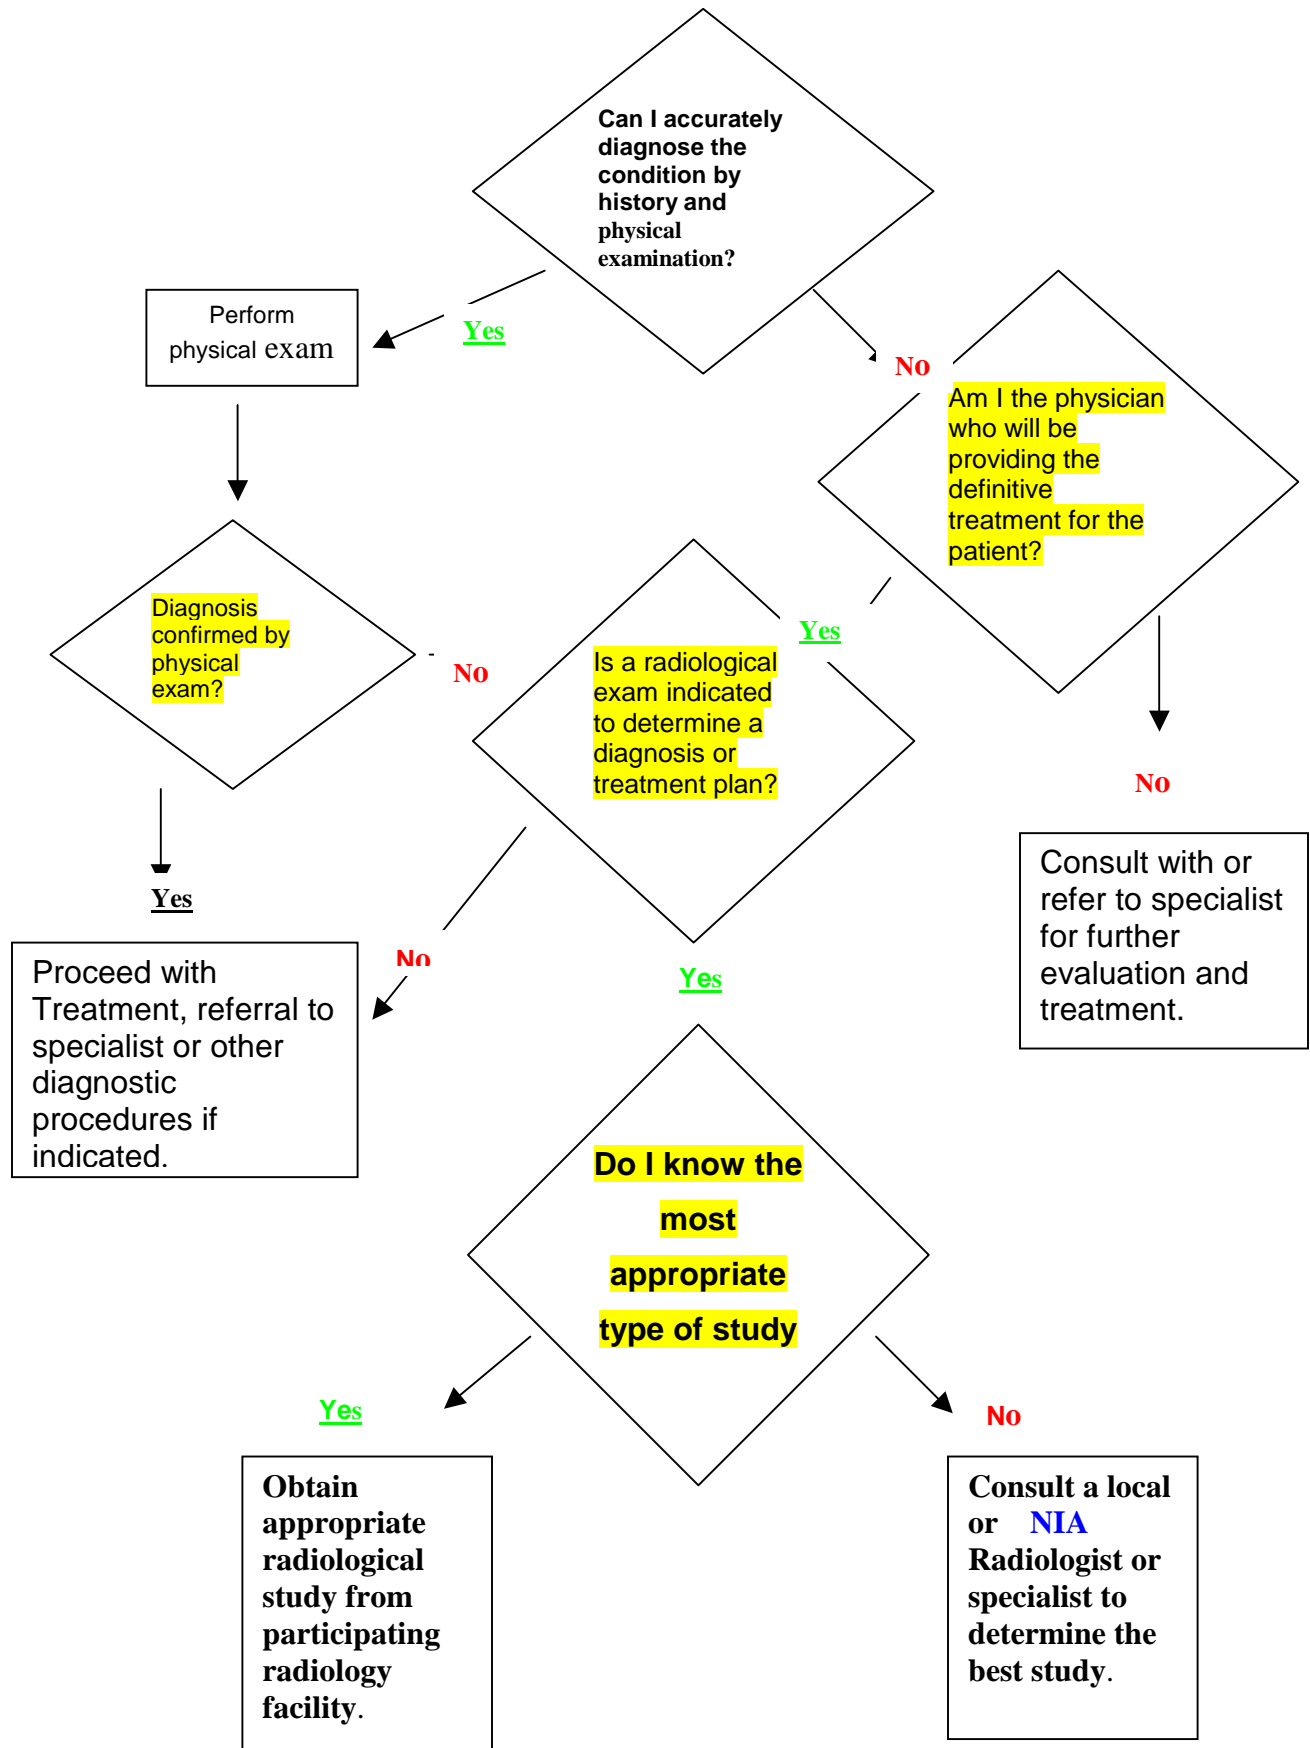 Can I accurately
diagnose the
condition by
history and
physical
examination?
Perform
physical exam
Yes
No
Am I the physician
who will be
providing the
definitive
treatment for the
patient?
Diagnosis
confirmed by
physical
exam?
No
Yes
Is a radiological
exam indicated
to determine a
diagnosis or
treatment plan?
No
Yes
Consult with or
refer to specialist
for further
evaluation and
treatment.
Yes
No
Proceed with
Treatment, referral to
specialist or other
diagnostic
procedures if
indicated.
Do I know the
most
appropriate
type of study
Yes
No
Obtain
appropriate
radiological
study from
participating
radiology
facility.
Consult a local
or NIA
Radiologist or
specialist to
determine the
best study.